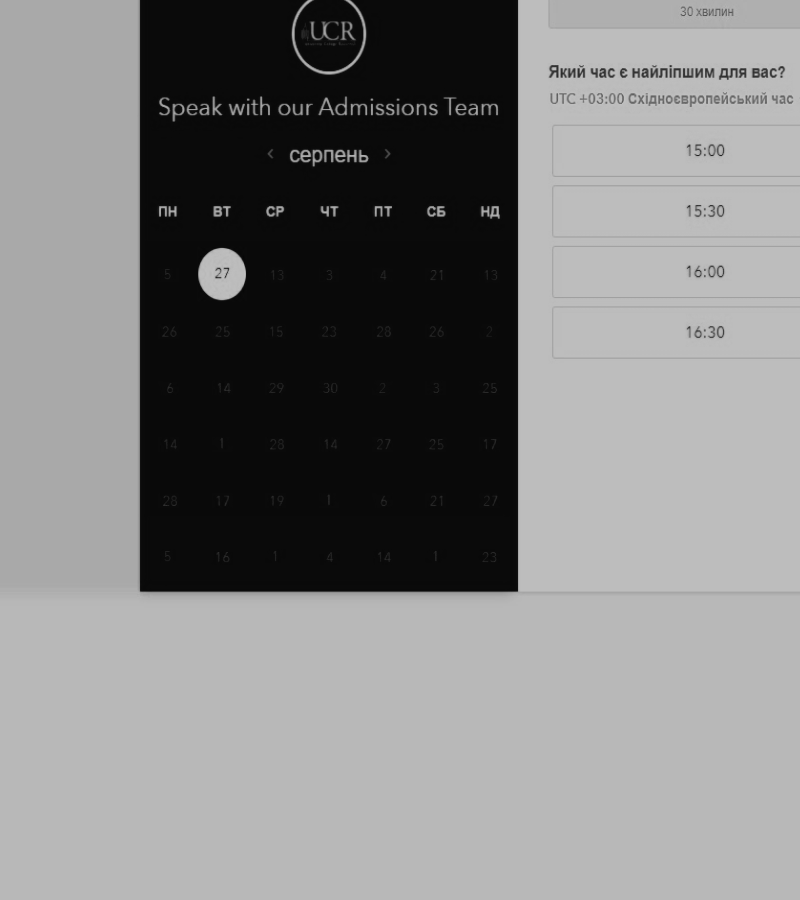 UCR
Speak with our Admissions Team
серпень
ПН ВТ СР ЧТ ПТ СБ НД
5 27 13 3 4 21 13
26 25 15 23 28 26 2
6 14 29 30 2 3 25
14 1 28 14 27 25 17
28 17 19 1 6 21 27
5 16 1 4 14 1 23
30 хвилин
Який час є найліпшим для вас?
UTC +03:00 Східноєвропейський час
15:00
15:30
16:00
16:30